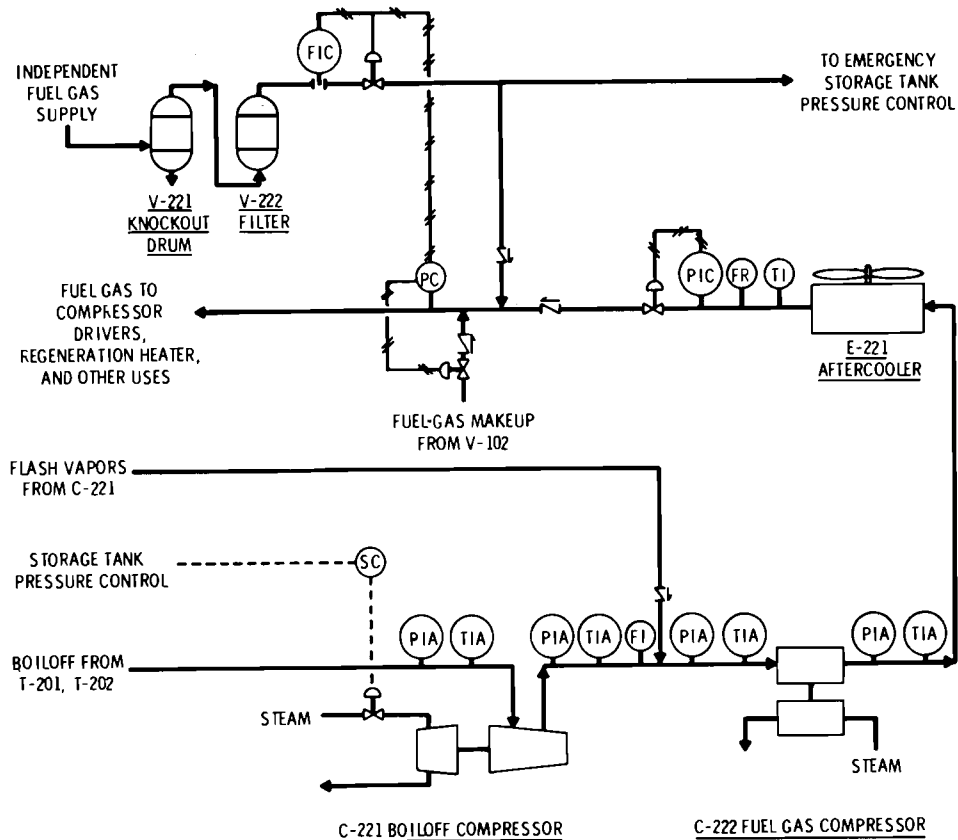 FIC
INDEPENDENT
FUEL GAS
SUPPLY
TO EMERGENCY
STORAGE TANK
PRESSURE CONTROL
V-221
KNOCKOUT
DRUM
V-222
FILTER
PC
PIC
FR
TI
FUEL GAS TO
COMPRESSOR
DRIVERS,
REGENERATION HEATER,
AND OTHER USES
E-221
AFTERCOOLER
FUEL-GAS MAKEUP
FROM V-102
FLASH VAPORS
FROM C-221
STORAGE TANK
PRESSURE CONTROL
SC
PIA
TIA
PIA
TIA
FI
PIA
TIA
PIA
TIA
BOILOFF FROM
T-201, T-202
STEAM
STEAM
C-221 BOILOFF COMPRESSOR
C-222 FUEL GAS COMPRESSOR